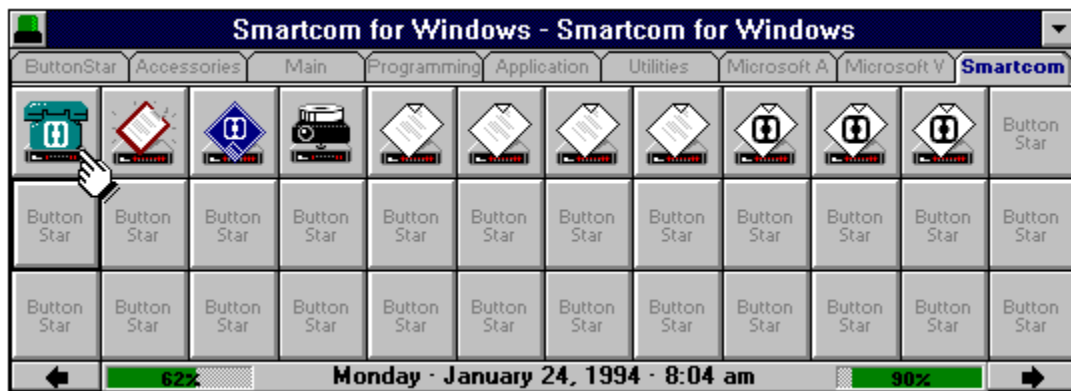 Smartcom for Windows - Smartcom for Windows
ButtonStar Accessories Main Programming Application Utilities Microsoft A Microsoft V Smartcom
Button Star
Button Star Button Star Button Star Button Star Button Star Button Star Button Star Button Star Button Star Button Star Button Star Button Star
Button Star Button Star Button Star Button Star Button Star Button Star Button Star Button Star Button Star Button Star Button Star Button Star
62% Monday · January 24, 1994 · 8:04 am 90%